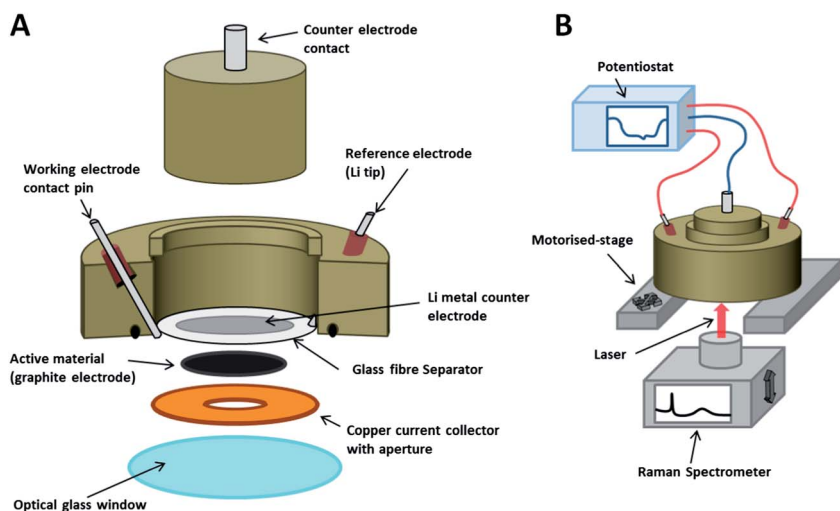 A
Counter electrode
contact
Working electrode
contact pin
Reference electrode
(Li tip)
Li metal counter
electrode
Active material
(graphite electrode)
Glass fibre Separator
Copper current collector
with aperture
Optical glass window
B
Potentiostat
Motorised-stage
Laser
Raman Spectrometer